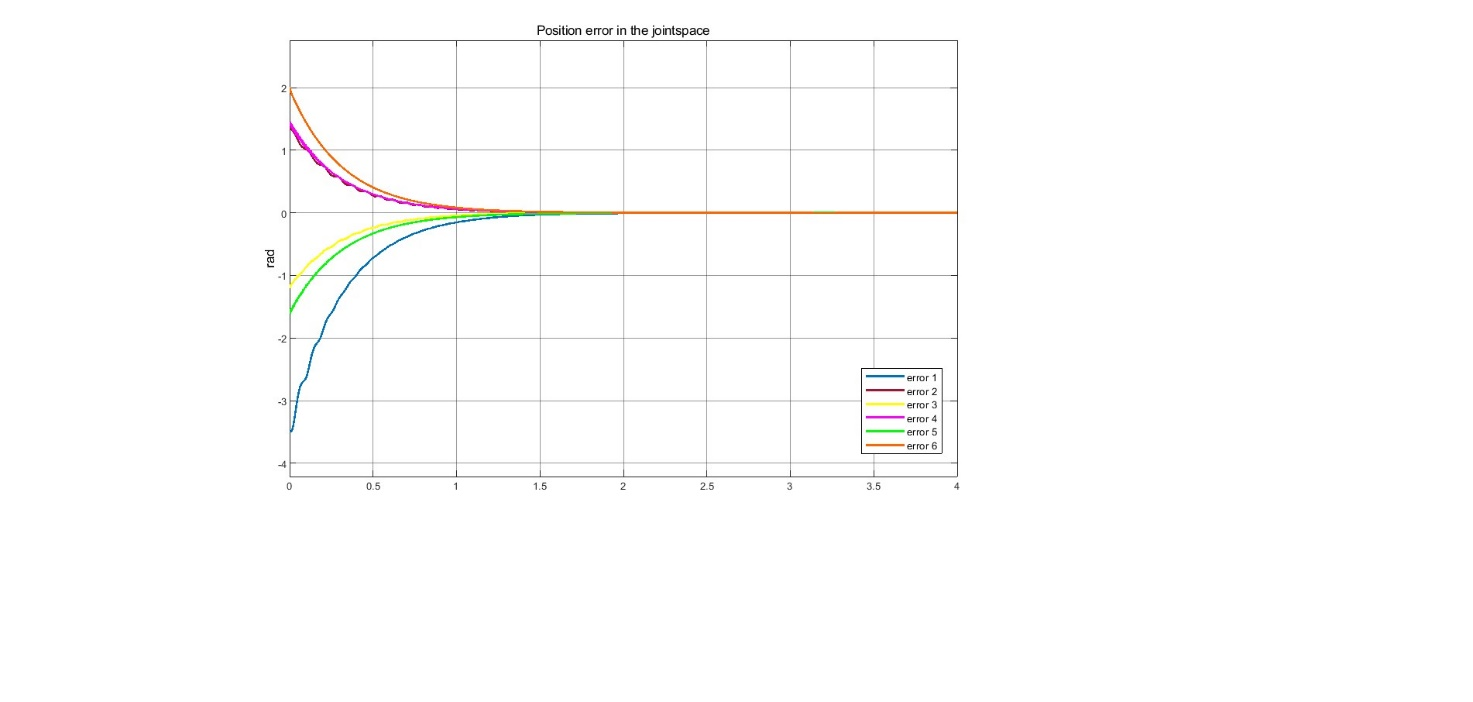 Position error in the jointspace
2
1
0
-1
-2
-3
-4
rad
error 1
error 2
error 3
error 4
error 5
error 6
0 0.5 1 1.5 2 2.5 3 3.5 4